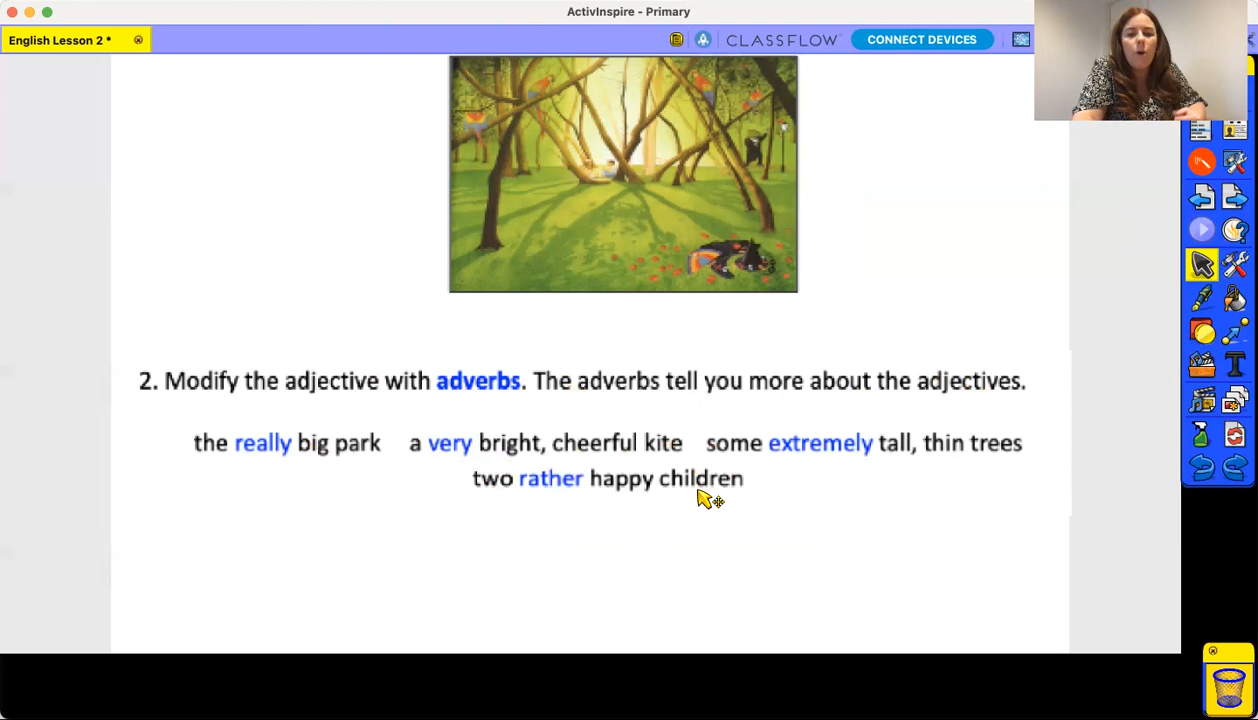 ActivInspire - Primary
English Lesson 2 *
CLASSFLOW
CONNECT DEVICES
2. Modify the adjective with adverbs. The adverbs tell you more about the adjectives.
the really big park a very bright, cheerful kite some extremely tall, thin trees
two rather happy children